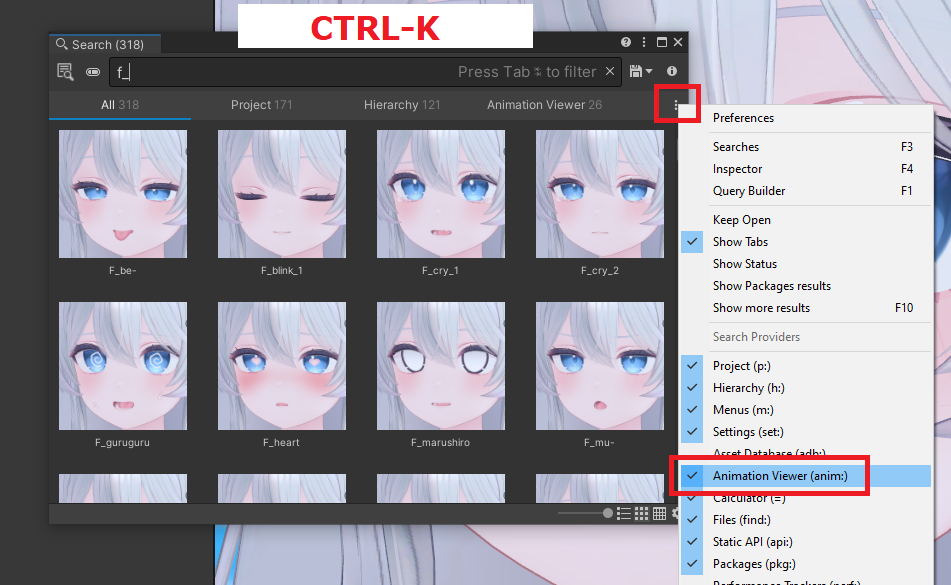 CTRL-K
Search (318)
f_
Press Tab ↹ to filter
All 318
Project 171
Hierarchy 121
Animation Viewer 26
F_be-
F_blink_1
F_cry_1
F_cry_2
F_guruguru
F_heart
F_marushiro
F_mu-
Preferences
Searches F3
Inspector F4
Query Builder F1
Keep Open
Show Tabs
Show Status
Show Packages results
Show more results F10
Search Providers
Project (p:)
Hierarchy (h:)
Menus (m:)
Settings (set:)
Asset Database (adb:)
Animation Viewer (anim:)
Calculator (=)
Files (find:)
Static API (api:)
Packages (pkg:)
Performance Trackers (perf:)